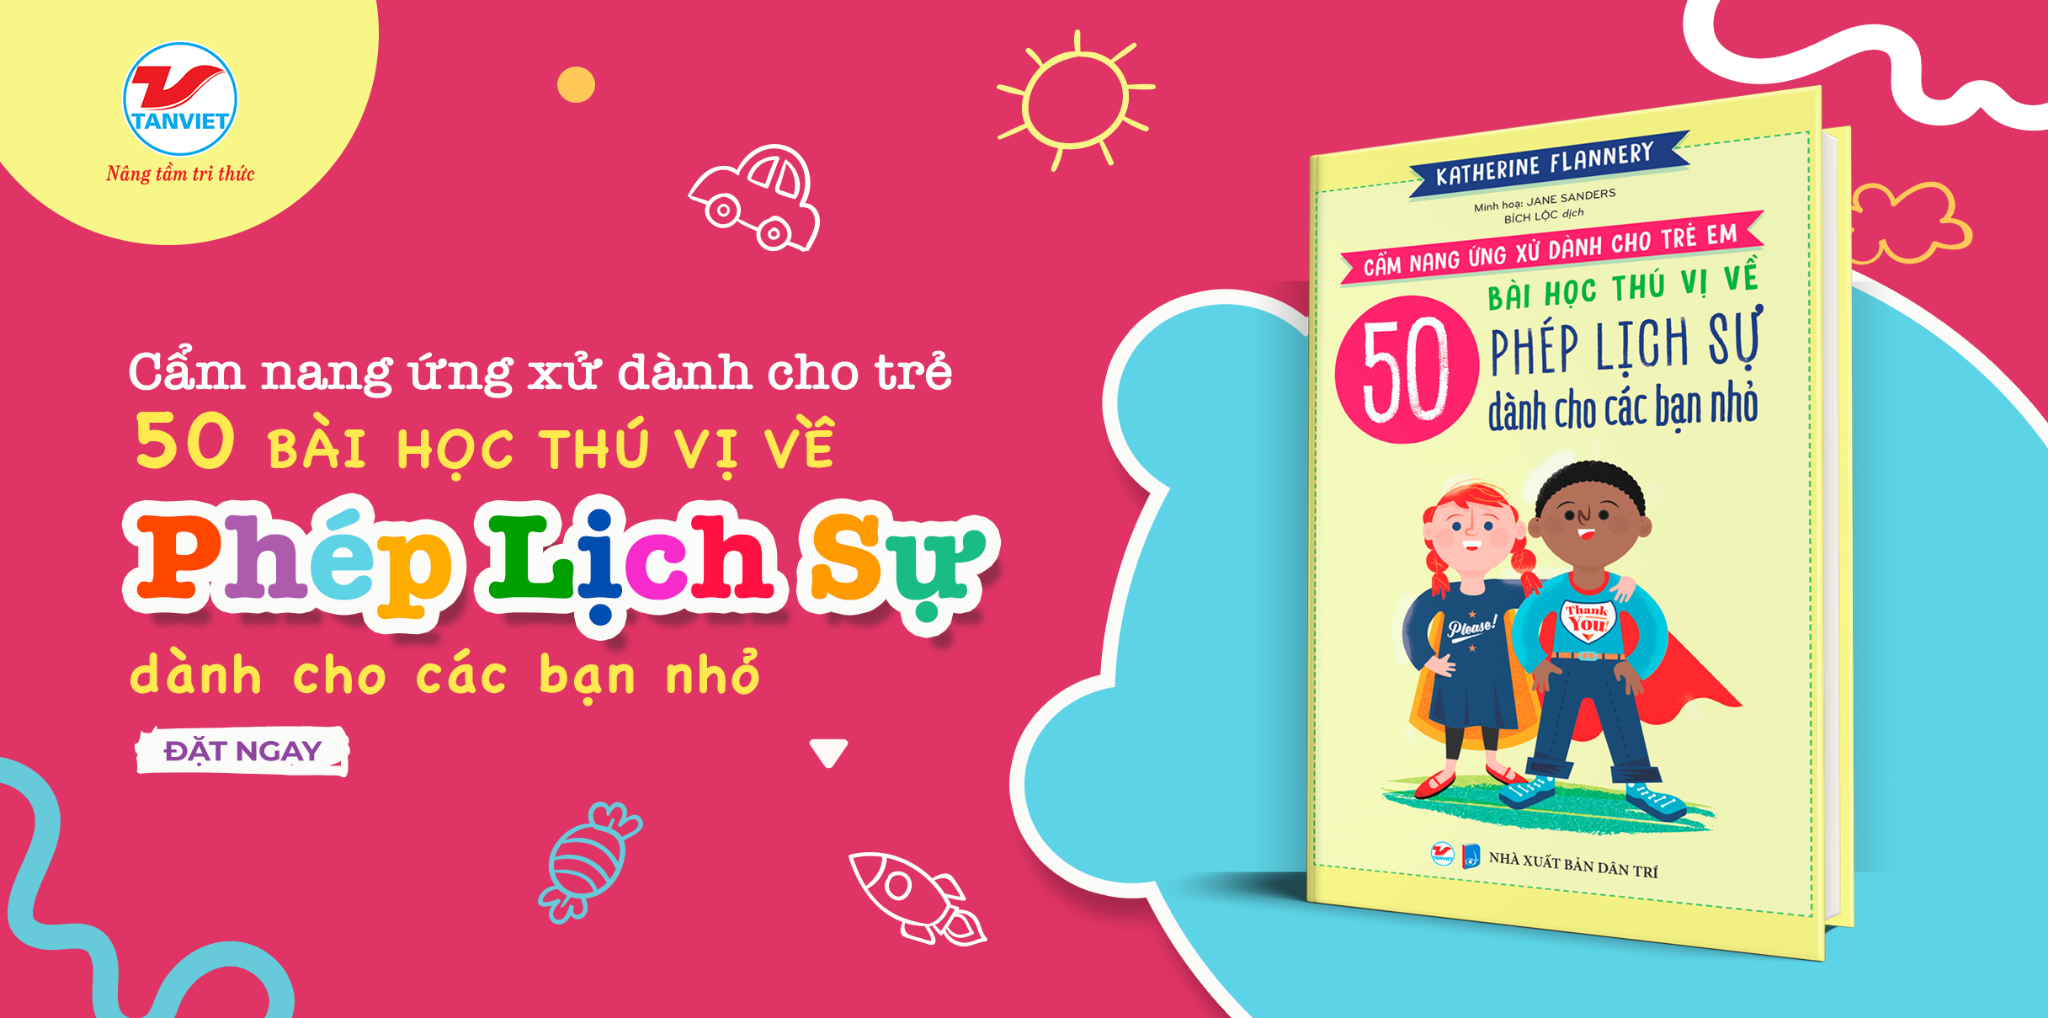 TANVIET
Nâng tầm tri thức
Cẩm nang ứng xử dành cho trẻ
50 BÀI HỌC THÚ VỊ VỀ
Phép Lịch Sự
dành cho các bạn nhỏ
ĐẶT NGAY
KATHERINE FLANNERY
Minh hoạ: JANE SANDERS
BÍCH LỘC dịch
CẨM NANG ỨNG XỬ DÀNH CHO TRẺ EM
50
BÀI HỌC THÚ VỊ VỀ
PHÉP LỊCH SỰ
dành cho các bạn nhỏ
Please!
Thank
You!
TANVIET
NHÀ XUẤT BẢN DÂN TRÍ